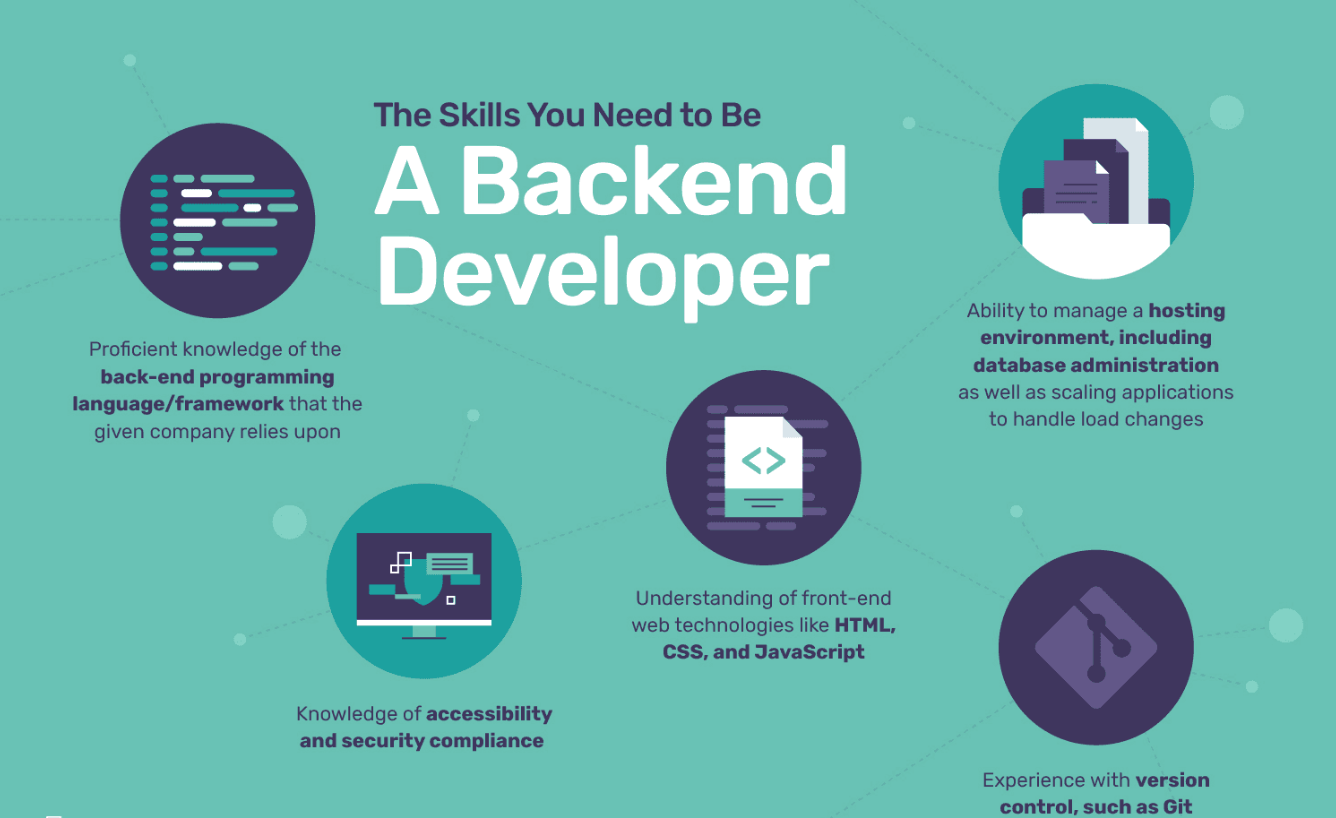 The Skills You Need to Be
A Backend
Developer
Proficient knowledge of the
back-end programming
language/framework that the
given company relies upon
Ability to manage a hosting
environment, including
database administration
as well as scaling applications
to handle load changes
Understanding of front-end
web technologies like HTML,
CSS, and JavaScript
Knowledge of accessibility
and security compliance
Experience with version
control, such as Git